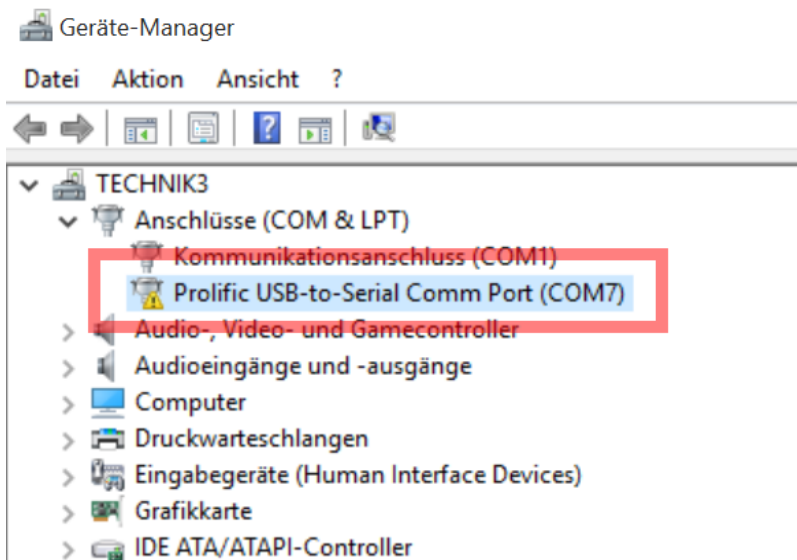 Geräte-Manager
Datei Aktion Ansicht ?
?
TECHNIK3
Anschlüsse (COM & LPT)
Kommunikationsanschluss (COM1)
Prolific USB-to-Serial Comm Port (COM7)
Audio-, Video- und Gamecontroller
Audioeingänge und -ausgänge
Computer
Druckwarteschlangen
Eingabegeräte (Human Interface Devices)
Grafikkarte
IDE ATA/ATAPI-Controller